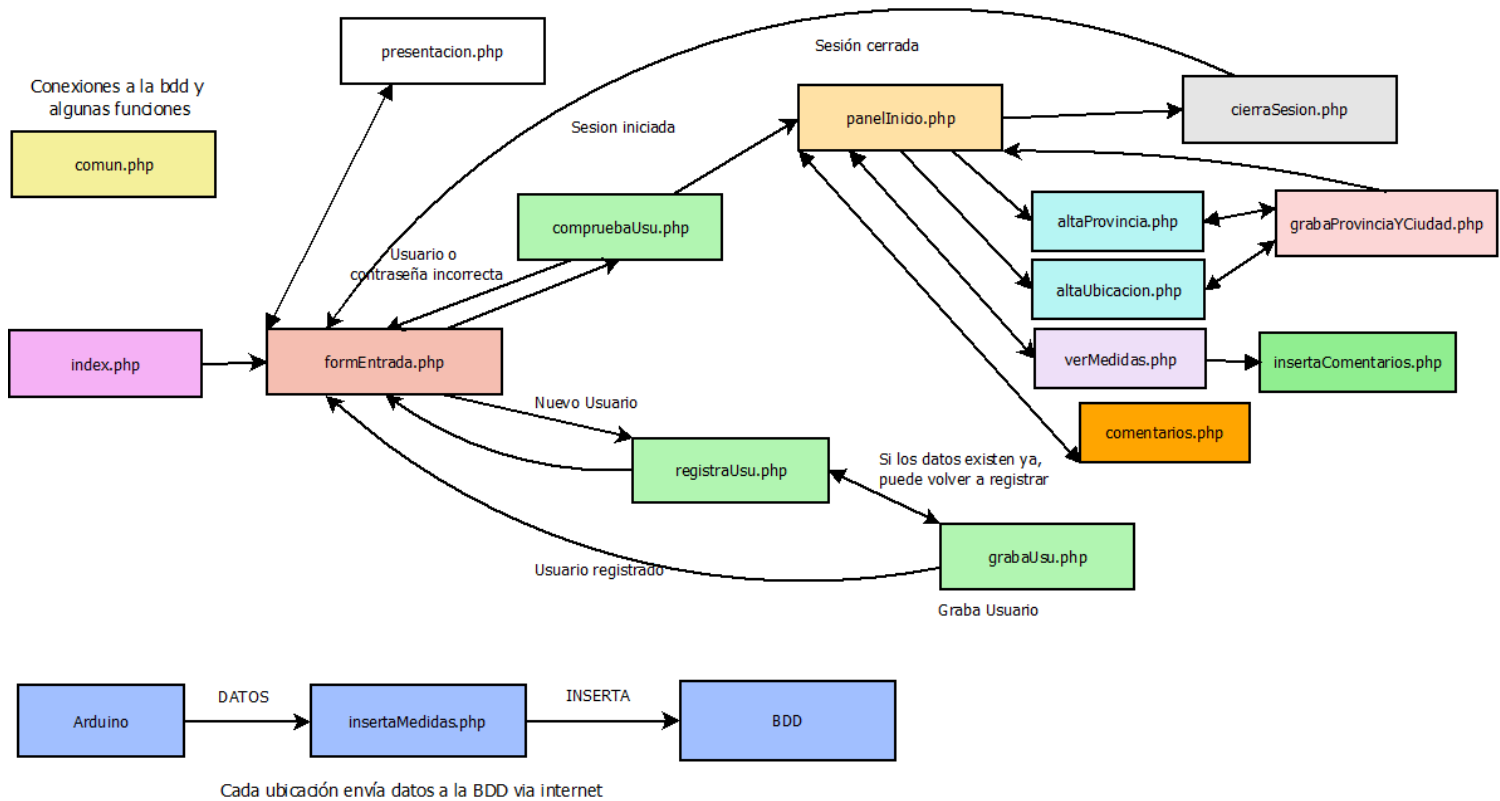 presentacion.php
Sesión cerrada
Conexiones a la bdd y
algunas funciones
panelInicio.php
cierraSesion.php
Sesion iniciada
comun.php
compruebaUsu.php
altaProvincia.php
grabaProvinciaYCiudad.php
Usuario o
contraseña incorrecta
altaUbicacion.php
index.php
formEntrada.php
verMedidas.php
insertaComentarios.php
Nuevo Usuario
comentarios.php
registraUsu.php
Si los datos existen ya,
puede volver a registrar
Usuario registrado
grabaUsu.php
Graba Usuario
Arduino
DATOS
insertaMedidas.php
INSERTA
BDD
Cada ubicación envía datos a la BDD via internet